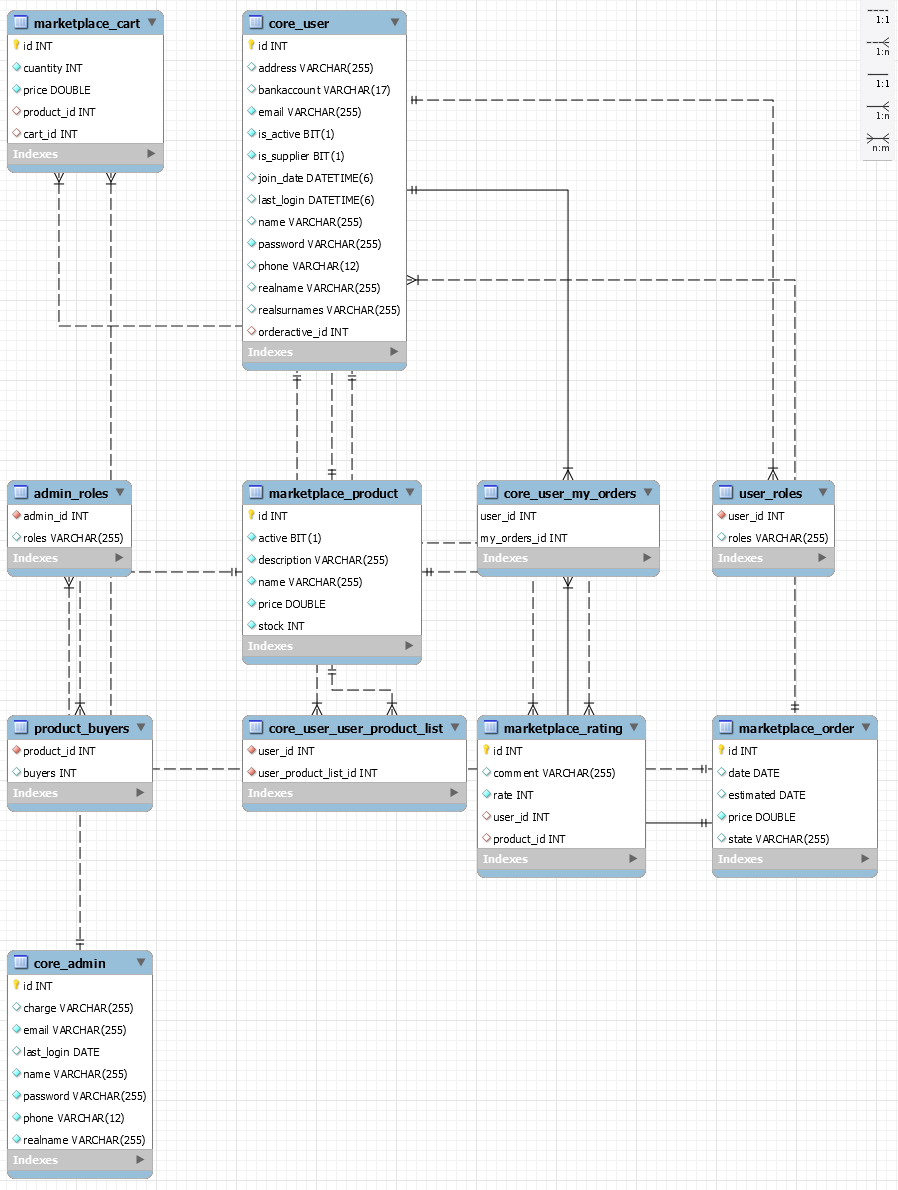 marketplace_cart
id INT
cuantity INT
price DOUBLE
product_id INT
cart_id INT
Indexes
core_user
id INT
address VARCHAR(255)
bankaccount VARCHAR(17)
email VARCHAR(255)
is_active BIT(1)
is_supplier BIT(1)
join_date DATETIME(6)
last_login DATETIME(6)
name VARCHAR(255)
password VARCHAR(255)
phone VARCHAR(12)
realname VARCHAR(255)
realsurnames VARCHAR(255)
orderactive_id INT
Indexes
1:1
1:n
1:1
1:n
n:m
admin_roles
admin_id INT
roles VARCHAR(255)
Indexes
marketplace_product
id INT
active BIT(1)
description VARCHAR(255)
name VARCHAR(255)
price DOUBLE
stock INT
Indexes
core_user_my_orders
user_id INT
my_orders_id INT
Indexes
user_roles
user_id INT
roles VARCHAR(255)
Indexes
product_buyers
product_id INT
buyers INT
Indexes
core_user_user_product_list
user_id INT
user_product_list_id INT
Indexes
marketplace_rating
id INT
comment VARCHAR(255)
rate INT
user_id INT
product_id INT
Indexes
marketplace_order
id INT
date DATE
estimated DATE
price DOUBLE
state VARCHAR(255)
Indexes
core_admin
id INT
charge VARCHAR(255)
email VARCHAR(255)
last_login DATE
name VARCHAR(255)
password VARCHAR(255)
phone VARCHAR(12)
realname VARCHAR(255)
Indexes